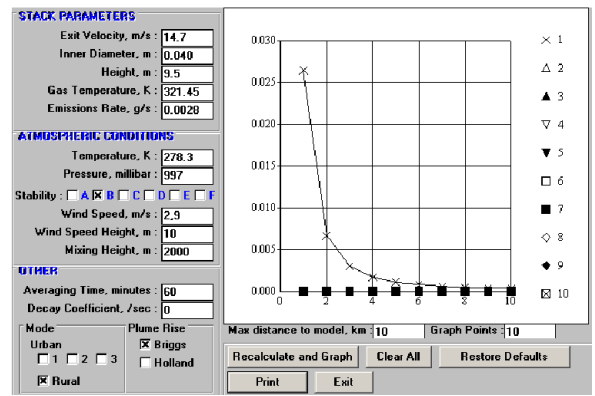 STACK PARAMETERS
Exit Velocity, m/s : 14.7
Inner Diameter, m : 0.040
Height, m : 9.5
Gas Temperature, K : 321.45
Emissions Rate, g/s : 0.0028
ATMOSPHERIC CONDITIONS
Temperature, K : 278.3
Pressure, millibar : 997
Stability : A B C D E F
Wind Speed, m/s : 2.9
Wind Speed Height, m : 10
Mixing Height, m : 2000
OTHER
Averaging Time, minutes : 60
Decay Coefficient, /sec : 0
Mode
Urban
1 2 3
Rural
Plume Rise
Briggs
Holland
0.030
0.025
0.020
0.015
0.010
0.005
0.000
0 2 4 6 8 10
1
2
3
4
5
6
7
8
9
10
Max distance to model, km : 10 Graph Points : 10
Recalculate and Graph Clear All Restore Defaults
Print Exit